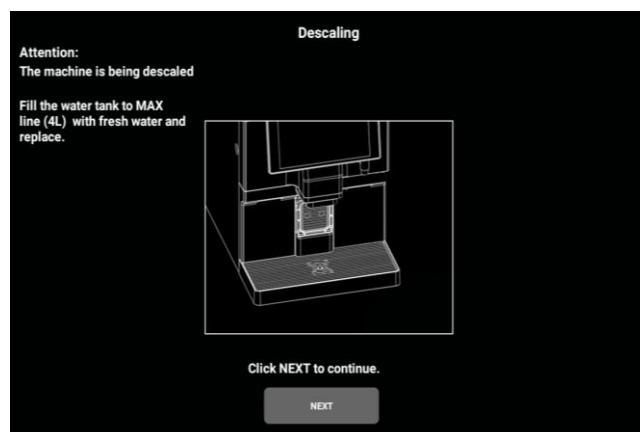 Descaling
Attention:
The machine is being descaled
Fill the water tank to MAX
line (4L) with fresh water and
replace.
Click NEXT to continue.
NEXT